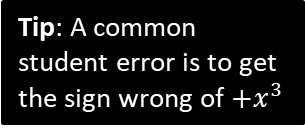 Tip: A common
student error is to get
the sign wrong of +x³